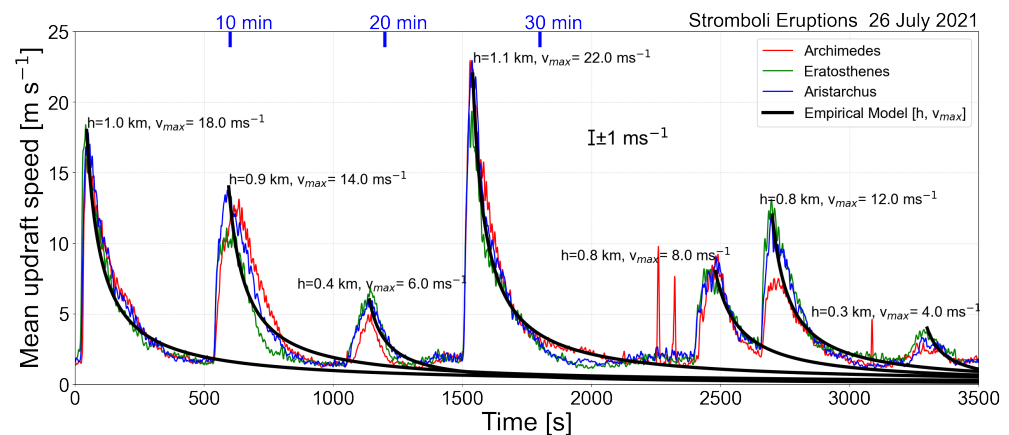 10 min 20 min 30 min Stromboli Eruptions 26 July 2021
25
20
15
10
5
0
Mean updraft speed [m s⁻¹]
h=1.0 km, vₘₐₓ= 18.0 ms⁻¹
h=0.9 km, vₘₐₓ= 14.0 ms⁻¹
h=0.4 km, vₘₐₓ= 6.0 ms⁻¹
h=1.1 km, vₘₐₓ= 22.0 ms⁻¹
±1 ms⁻¹
h=0.8 km, vₘₐₓ= 8.0 ms⁻¹
h=0.8 km, vₘₐₓ= 12.0 ms⁻¹
h=0.3 km, vₘₐₓ= 4.0 ms⁻¹
Archimedes
Eratosthenes
Aristarchus
Empirical Model [h, vₘₐₓ]
0 500 1000 1500 2000 2500 3000 3500
Time [s]